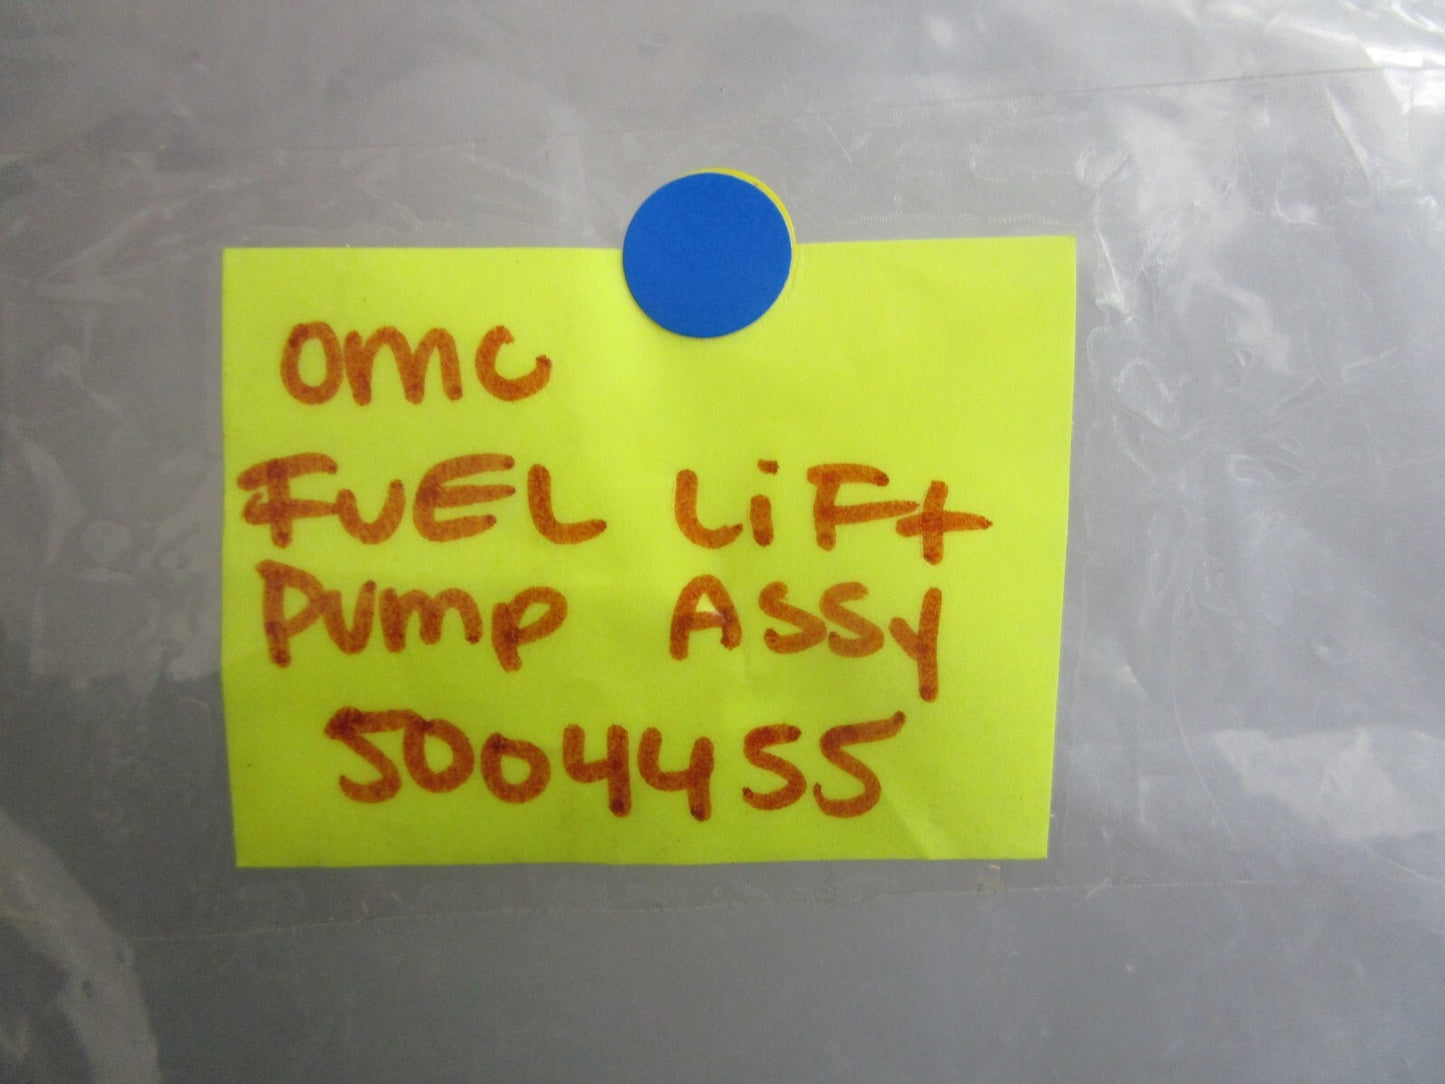 OMC
FUEL LiFt
PUMP ASSY
5004455